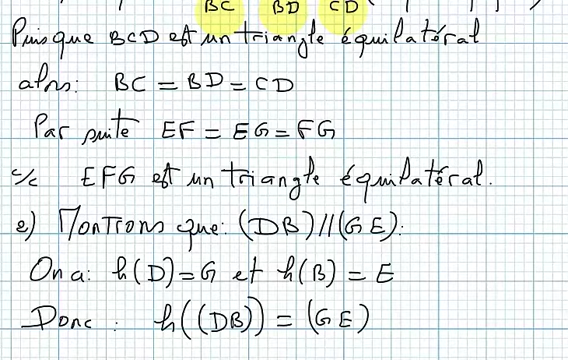 BC BD CD
Puisque BCD est un triangle équilatéral
alors: BC = BD = CD
Par suite EF = EG = FG
c/c EFG est un triangle équilatéral.
2) Montrons que: (DB)//(GE):
On a: h(D)=G et h(B) = E
Donc : h((DB)) = (GE)